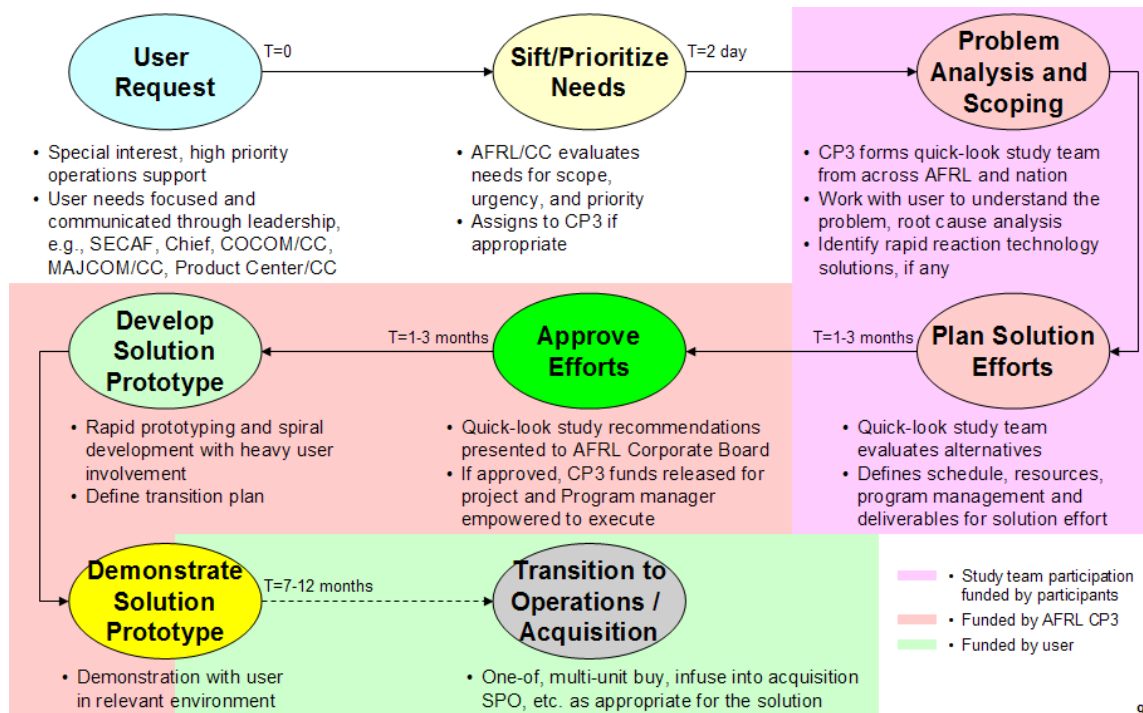 User
Request
T=0
Sift/Prioritize
Needs
T=2 day
Problem
Analysis and
Scoping
• Special interest, high priority
operations support
• User needs focused and
communicated through leadership,
e.g., SECAF, Chief, COCOM/CC,
MAJCOM/CC, Product Center/CC
• AFRL/CC evaluates
needs for scope,
urgency, and priority
• Assigns to CP3 if
appropriate
• CP3 forms quick-look study team
from across AFRL and nation
• Work with user to understand the
problem, root cause analysis
• Identify rapid reaction technology
solutions, if any
Develop
Solution
Prototype
T=1-3 months
Approve
Efforts
T=1-3 months
Plan Solution
Efforts
• Rapid prototyping and spiral
development with heavy user
involvement
• Define transition plan
• Quick-look study recommendations
presented to AFRL Corporate Board
• If approved, CP3 funds released for
project and Program manager
empowered to execute
• Quick-look study team
evaluates alternatives
• Defines schedule, resources,
program management and
deliverables for solution effort
Demonstrate
Solution
Prototype
T=7-12 months
Transition to
Operations /
Acquisition
• Demonstration with user
in relevant environment
• One-of, multi-unit buy, infuse into acquisition
SPO, etc. as appropriate for the solution
• Study team participation
funded by participants
• Funded by AFRL CP3
• Funded by user